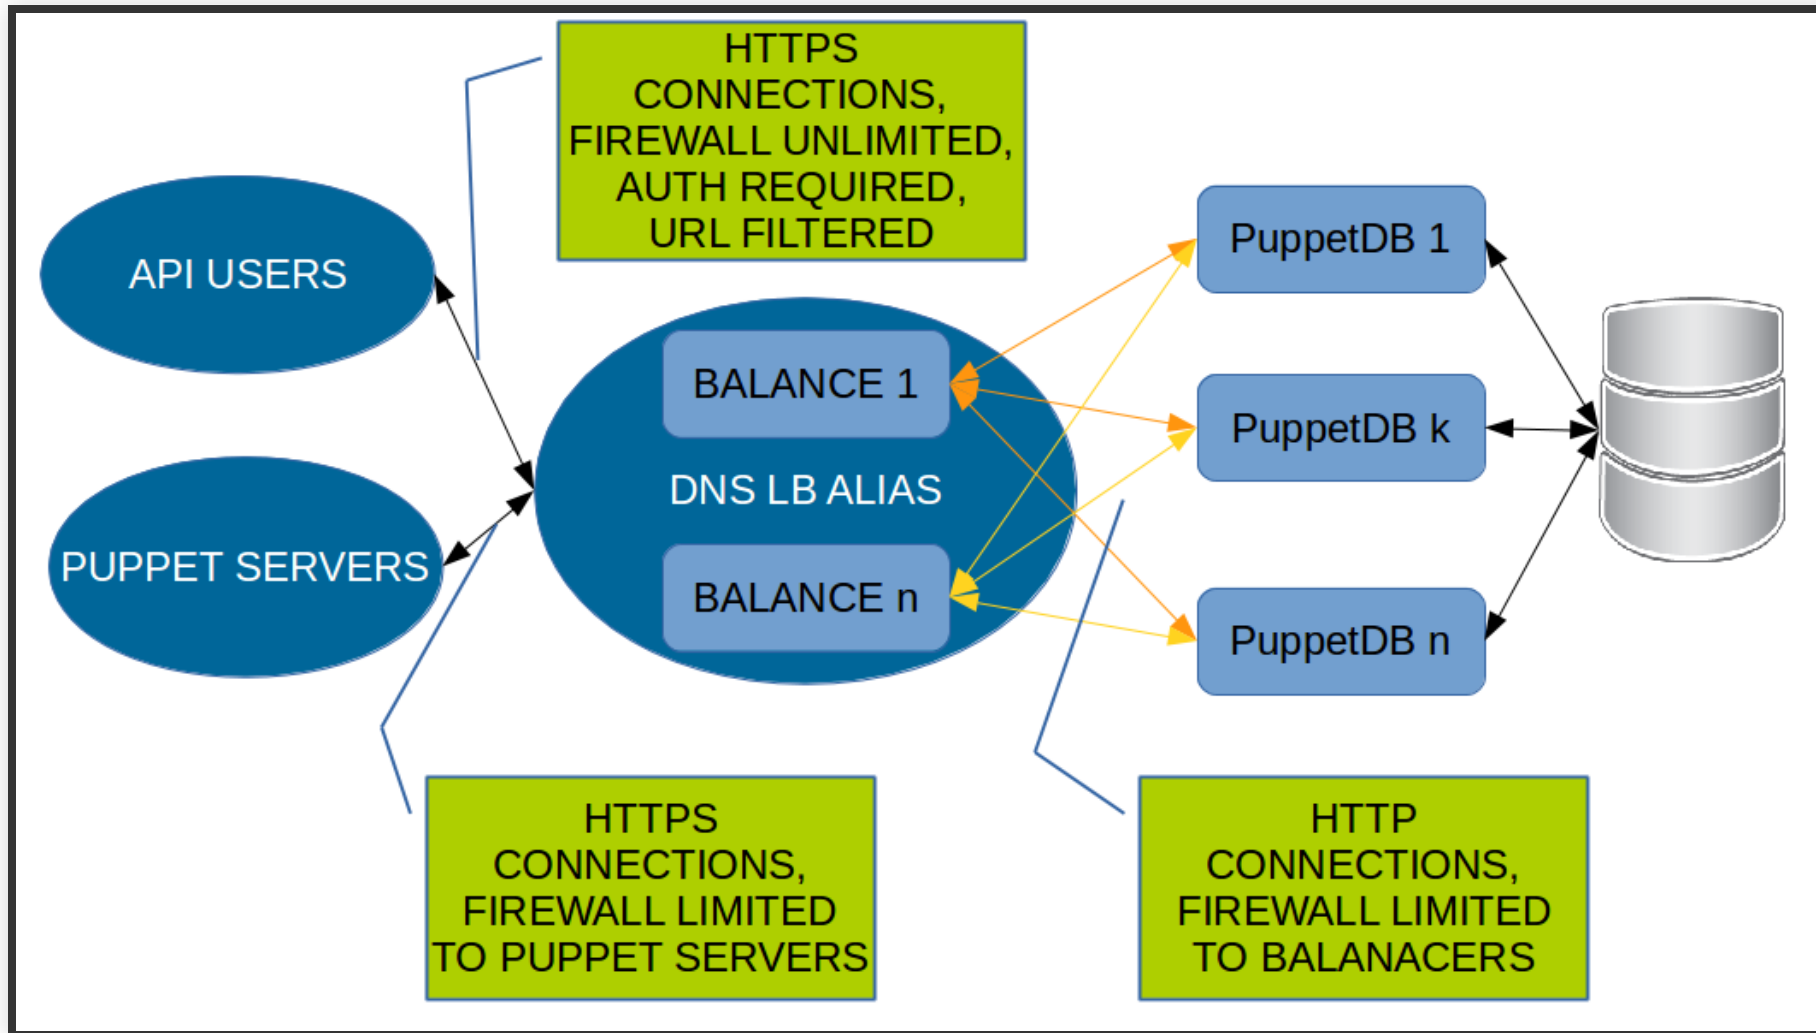 HTTPS
CONNECTIONS,
FIREWALL UNLIMITED,
AUTH REQUIRED,
URL FILTERED
API USERS
PUPPET SERVERS
BALANCE 1
DNS LB ALIAS
BALANCE n
PuppetDB 1
PuppetDB k
PuppetDB n
HTTPS
CONNECTIONS,
FIREWALL LIMITED
TO PUPPET SERVERS
HTTP
CONNECTIONS,
FIREWALL LIMITED
TO BALANACERS